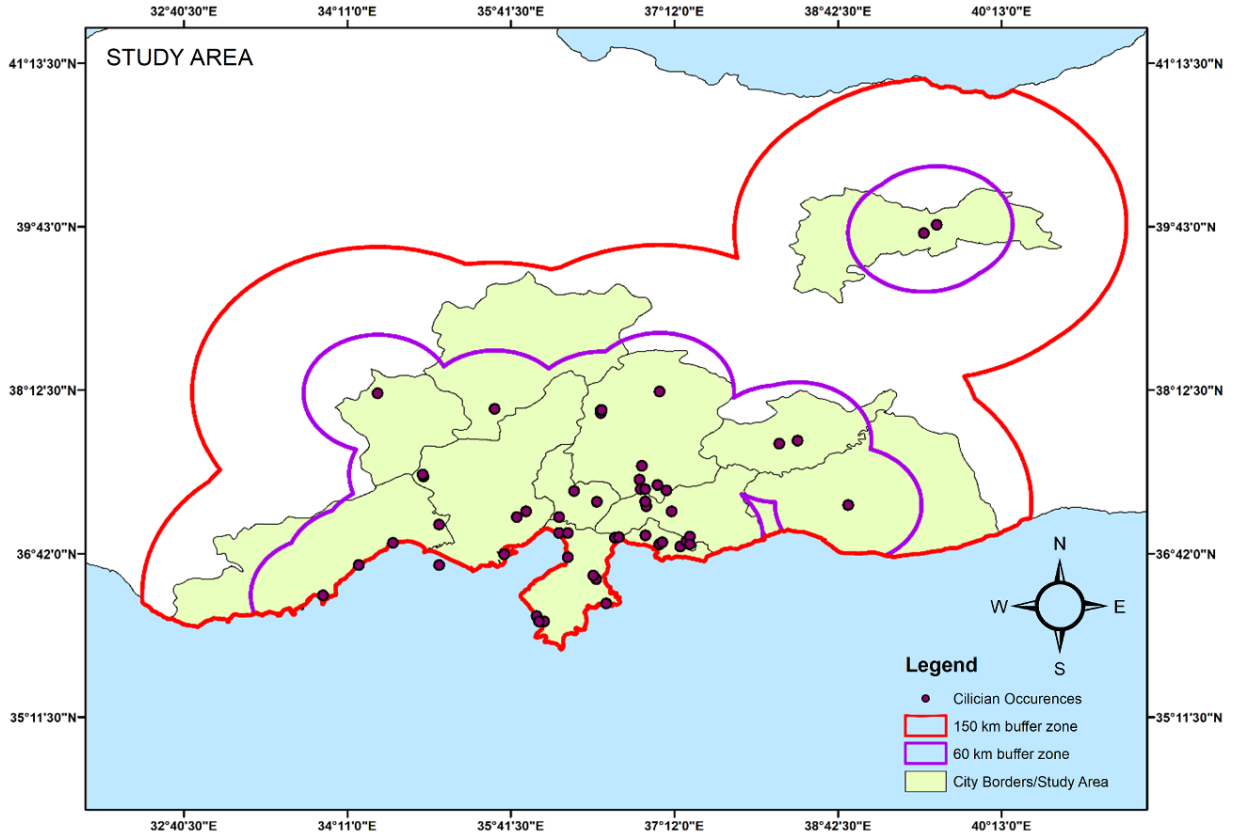 32°40'30"E 34°11'0"E 35°41'30"E 37°12'0"E 38°42'30"E 40°13'0"E
STUDY AREA
41°13'30"N 41°13'30"N
39°43'0"N 39°43'0"N
38°12'30"N 38°12'30"N
36°42'0"N 36°42'0"N
N
W E
S
Legend
Cilician Occurences
35°11'30"N 35°11'30"N
150 km buffer zone
60 km buffer zone
City Borders/Study Area
32°40'30"E 34°11'0"E 35°41'30"E 37°12'0"E 38°42'30"E 40°13'0"E